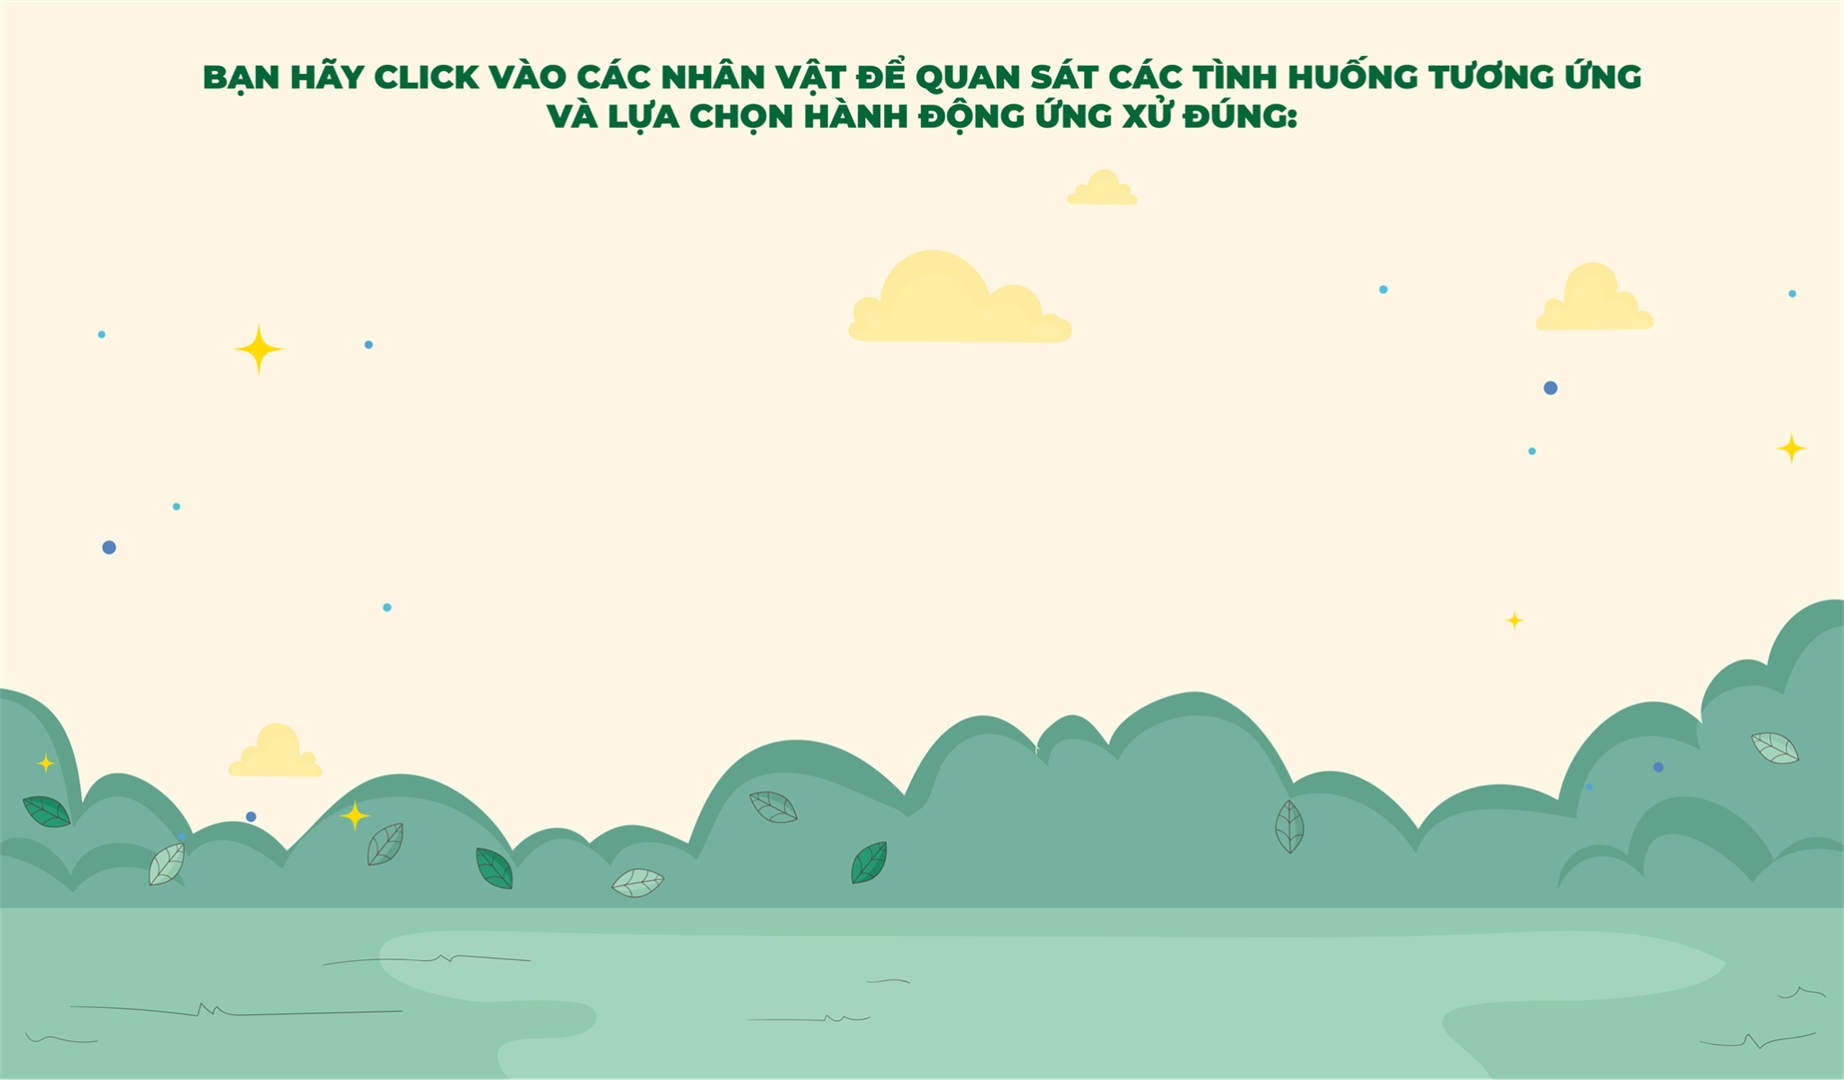 BẠN HÃY CLICK VÀO CÁC NHÂN VẬT ĐỂ QUAN SÁT CÁC TÌNH HUỐNG TƯƠNG ỨNG
VÀ LỰA CHỌN HÀNH ĐỘNG ỨNG XỬ ĐÚNG: